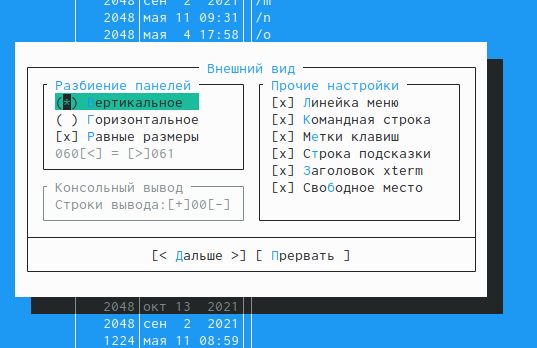 2048 сен  2  2021 /m
2048 мая 11 09:31 /n
2048 мая  4 17:58 /o
Внешний вид
Разбиение панелей
(*) Вертикальное
( ) Горизонтальное
[x] Равные размеры
060[<] = [>]061
Консольный вывод
Строки вывода:[+]00[-]
Прочие настройки
[x] Линейка меню
[x] Командная строка
[x] Метки клавиш
[x] Строка подсказки
[x] Заголовок xterm
[x] Свободное место
[< Дальше >] [ Прервать ]
2048 окт 13  2021
2048 сен  2  2021
1224 мая 11 08:59